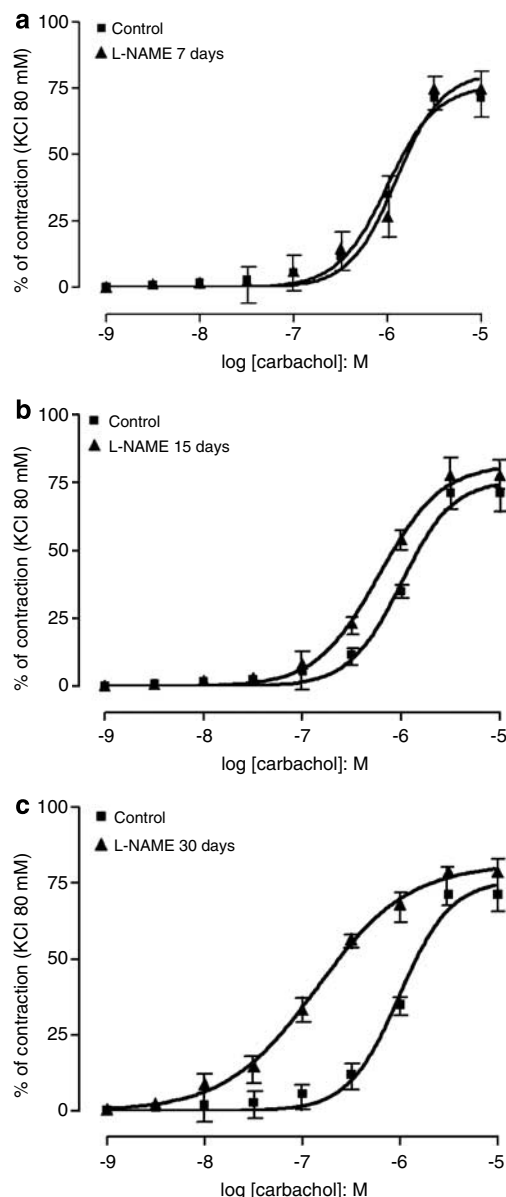 a
Control
L-NAME 7 days
% of contraction (KCl 80 mM)
100
75
50
25
0
-9 -8 -7 -6 -5
log [carbachol]: M
b
Control
L-NAME 15 days
% of contraction (KCl 80 mM)
100
75
50
25
0
-9 -8 -7 -6 -5
log [carbachol]: M
c
Control
L-NAME 30 days
% of contraction (KCl 80 mM)
100
75
50
25
0
-9 -8 -7 -6 -5
log [carbachol]: M